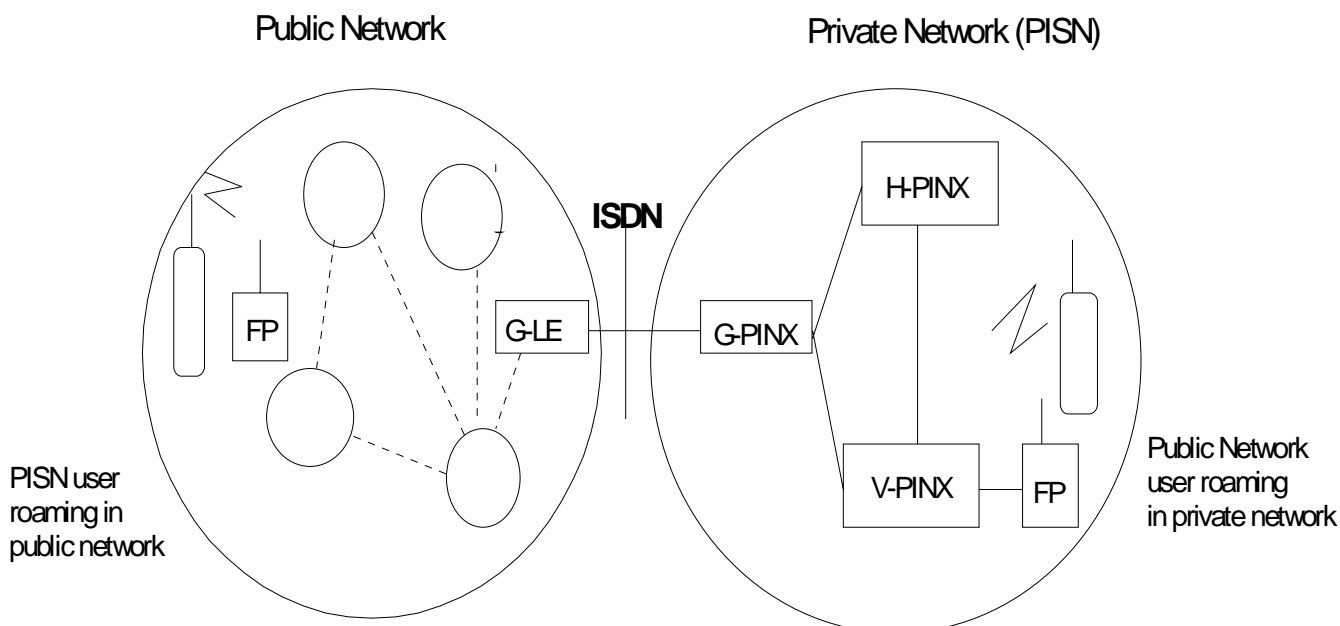 Public Network
Private Network (PISN)
H-PINX
ISDN
FP
G-LE
G-PINX
V-PINX
FP
PISN user
roaming in
public network
Public Network
user roaming
in private network